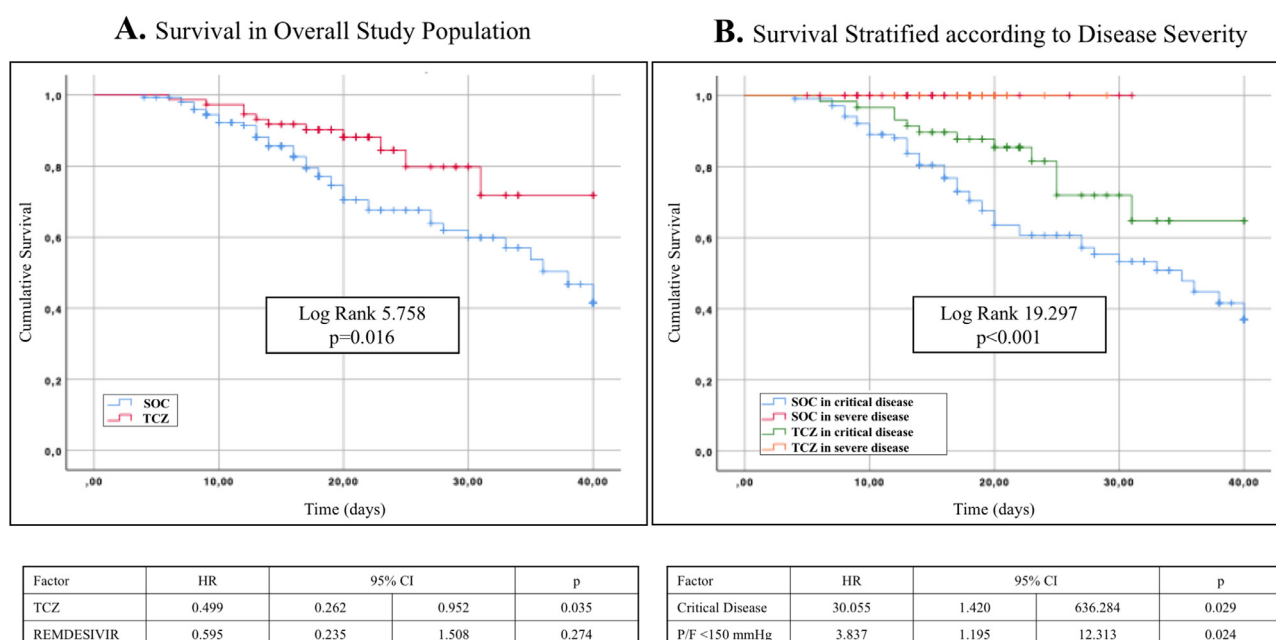 A. Survival in Overall Study Population
1,0
0,8
0,6
0,4
0,2
0,0
Cumulative Survival
Log Rank 5.758
p=0.016
SOC
TCZ
,00 10,00 20,00 30,00 40,00
Time (days)
B. Survival Stratified according to Disease Severity
1,0
0,8
0,6
0,4
0,2
0,0
Cumulative Survival
Log Rank 19.297
p<0.001
SOC in critical disease
SOC in severe disease
TCZ in critical disease
TCZ in severe disease
,00 10,00 20,00 30,00 40,00
Time (days)
Factor HR 95% CI p
TCZ 0.499 0.262 0.952 0.035
REMDESIVIR 0.595 0.235 1.508 0.274
Factor HR 95% CI p
Critical Disease 30.055 1.420 636.284 0.029
P/F <150 mmHg 3.837 1.195 12.313 0.024